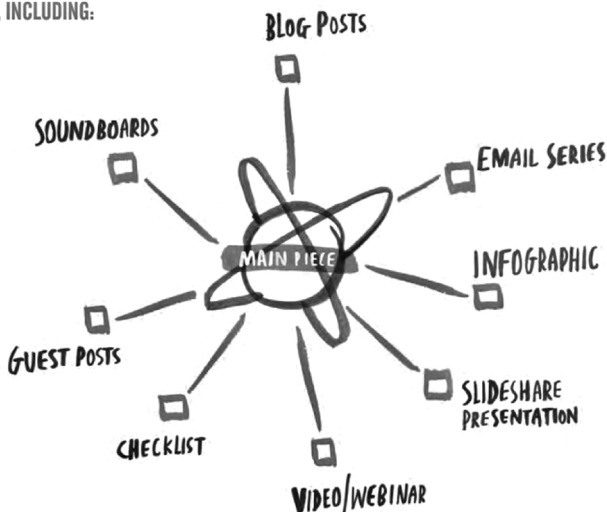 INCLUDING:
BLOG POSTS
SOUNDBOARDS
EMAIL SERIES
MAIN PIECE
INFOGRAPHIC
GUEST POSTS
SLIDESHARE
PRESENTATION
CHECKLIST
VIDEO/WEBINAR